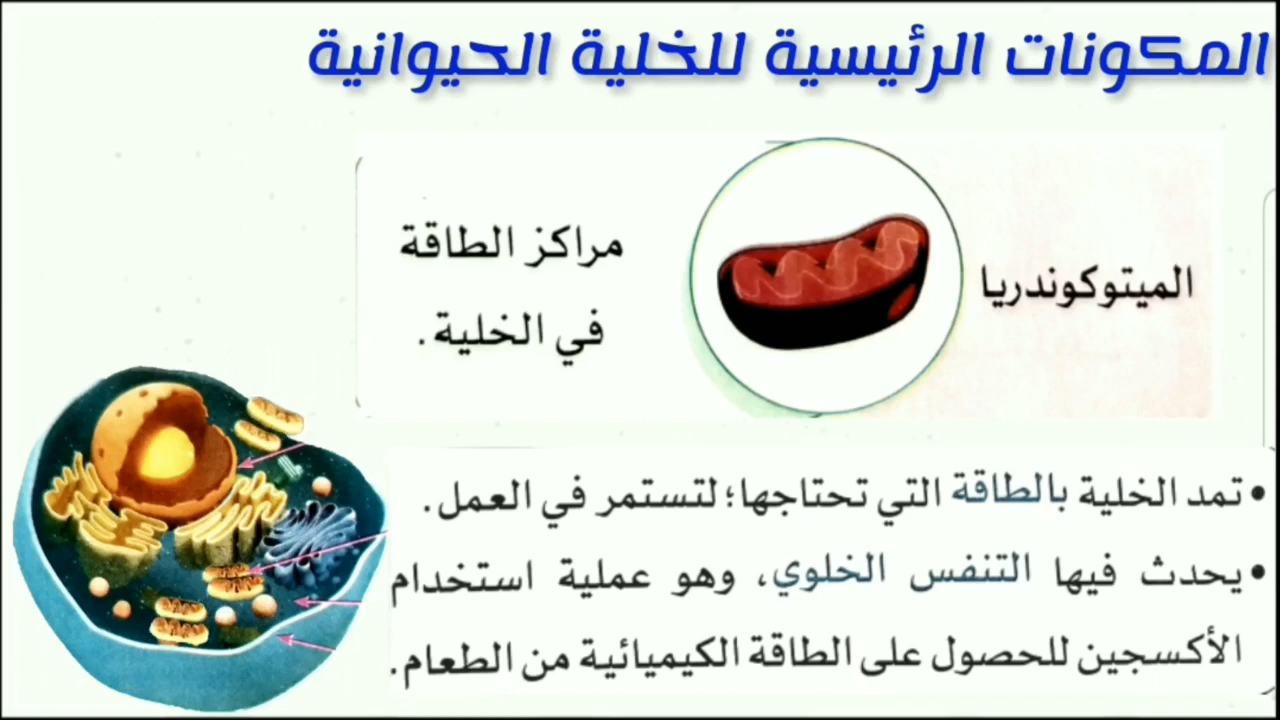 المكونات الرئيسية للخلية الحيوانية
الميتوكوندريا
مراكز الطاقة
في الخلية.
• تمد الخلية بالطاقة التي تحتاجها؛ لتستمر في العمل.
• يحدث فيها التنفس الخلوي، وهو عملية استخدام
الأكسجين للحصول على الطاقة الكيميائية من الطعام.